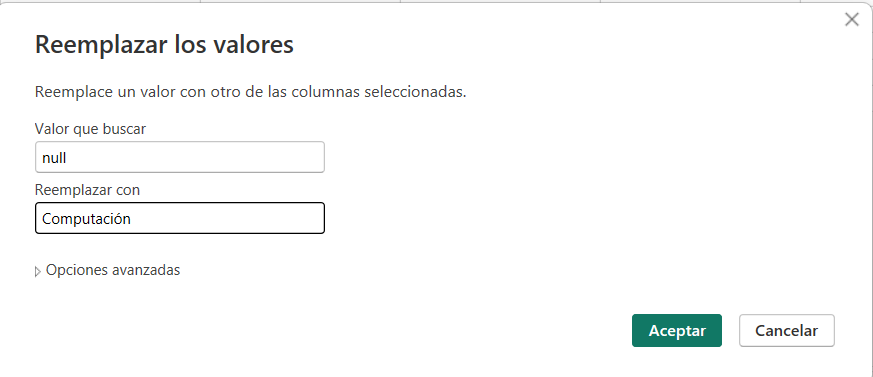 Reemplazar los valores
Reemplace un valor con otro de las columnas seleccionadas.
Valor que buscar
null
Reemplazar con
Computación
Opciones avanzadas
Aceptar
Cancelar